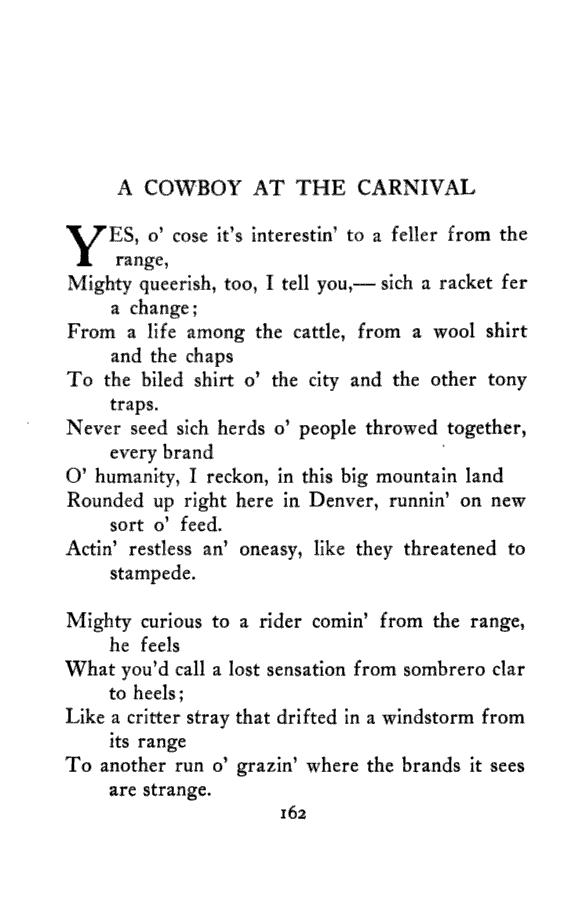 A COWBOY AT THE CARNIVAL
YES, o' cose it's interestin' to a feller from the
range,
Mighty queerish, too, I tell you,— sich a racket fer
a change;
From a life among the cattle, from a wool shirt
and the chaps
To the biled shirt o' the city and the other tony
traps.
Never seed sich herds o' people throwed together,
every brand
O' humanity, I reckon, in this big mountain land
Rounded up right here in Denver, runnin' on new
sort o' feed.
Actin' restless an' oneasy, like they threatened to
stampede.
Mighty curious to a rider comin' from the range,
he feels
What you'd call a lost sensation from sombrero clar
to heels;
Like a critter stray that drifted in a windstorm from
its range
To another run o' grazin' where the brands it sees
are strange.
162